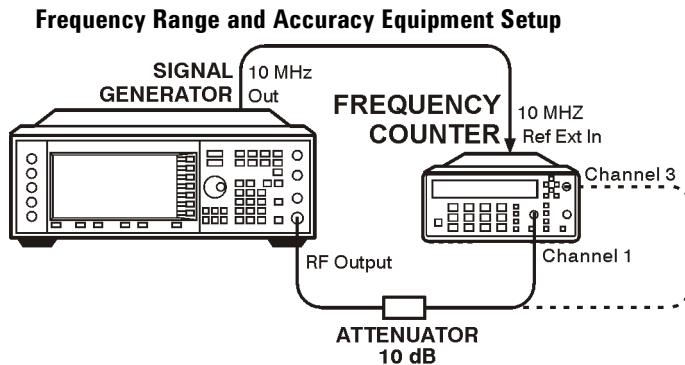 Frequency Range and Accuracy Equipment Setup
SIGNAL
GENERATOR
10 MHz
Out
FREQUENCY
COUNTER
10 MHZ
Ref Ext In
Channel 3
RF Output
Channel 1
ATTENUATOR
10 dB